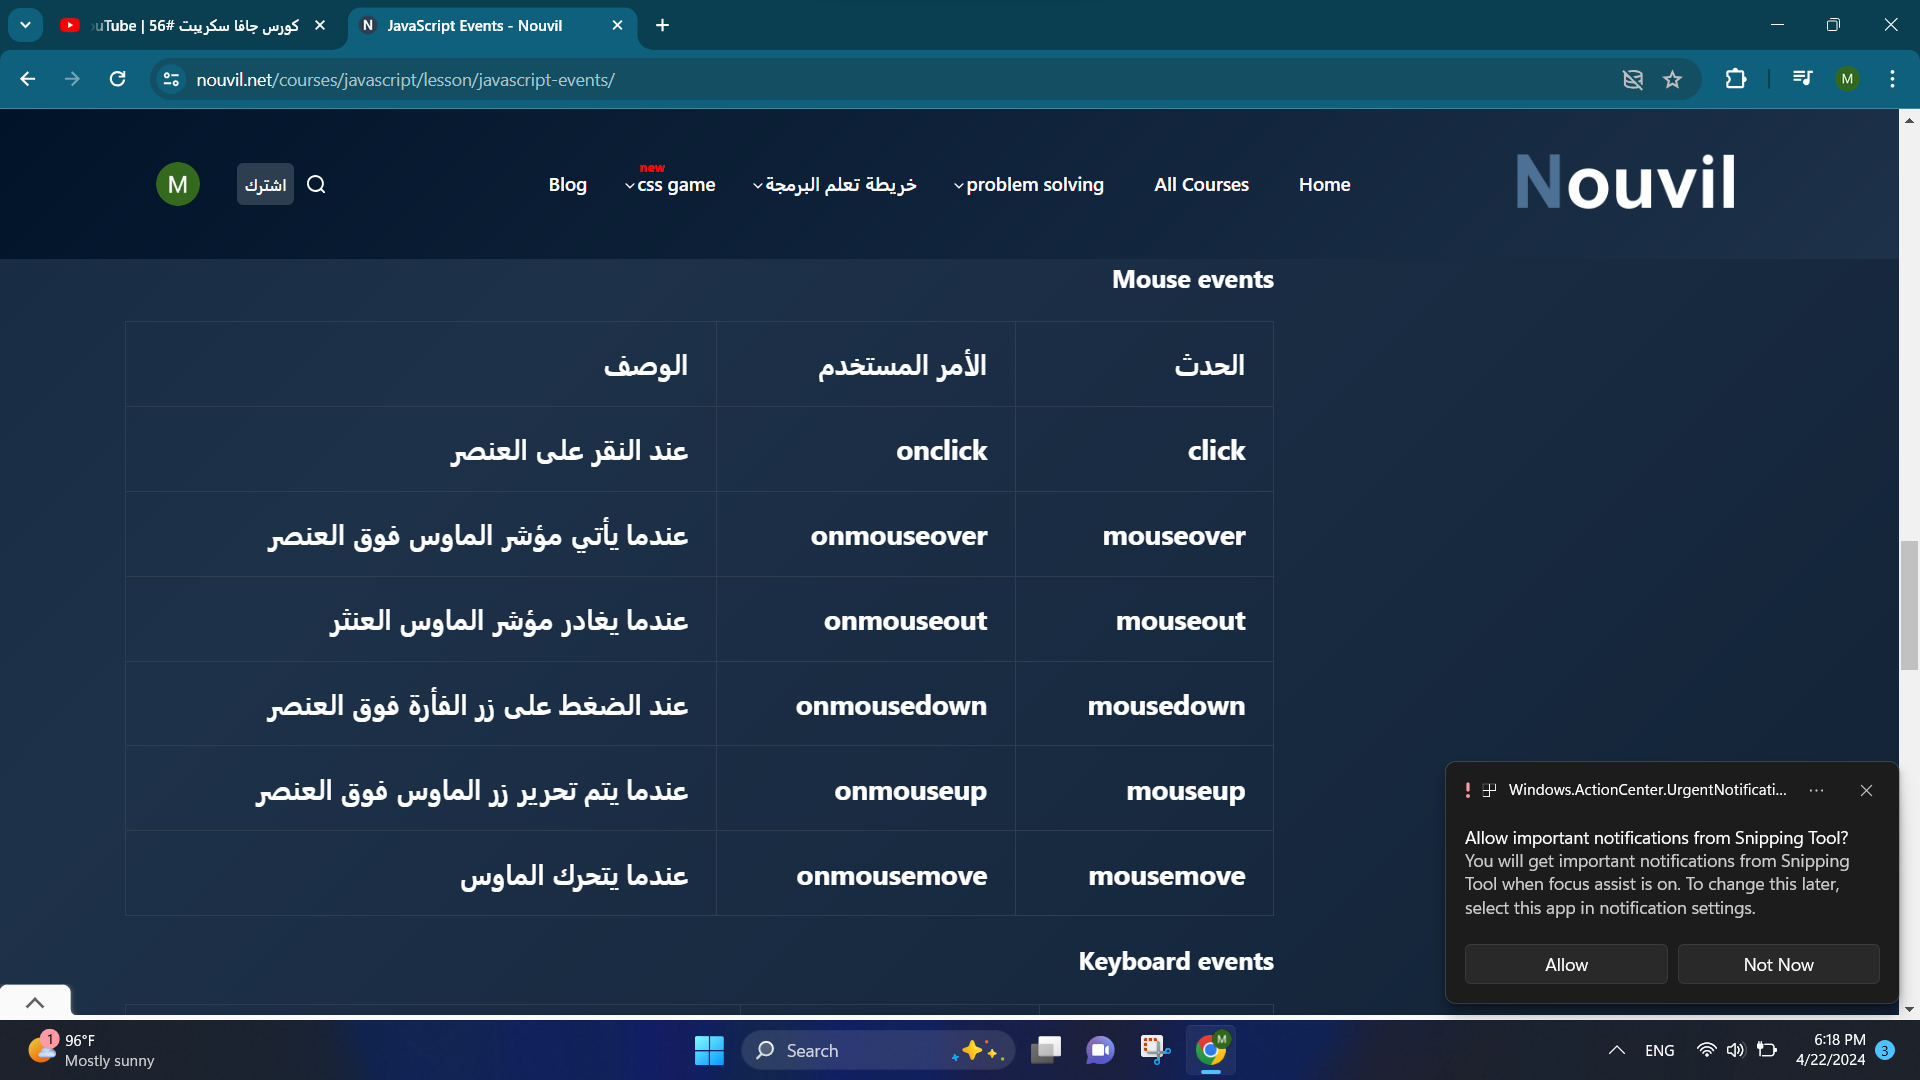 uTube | 56# كورس جافا سكريبت
JavaScript Events - Nouvil
nouvil.net/courses/javascript/lesson/javascript-events/
M
M
اشترك
Blog
new
css game
خريطة تعلم البرمجة
problem solving
All Courses
Home
Nouvil
Mouse events
الحدث الأمر المستخدم الوصف
click onclick عند النقر على العنصر
mouseover onmouseover عندما يأتي مؤشر الماوس فوق العنصر
mouseout onmouseout عندما يغادر مؤشر الماوس العنثر
mousedown onmousedown عند الضغط على زر الفأرة فوق العنصر
mouseup onmouseup عندما يتم تحرير زر الماوس فوق العنصر
mousemove onmousemove عندما يتحرك الماوس
Keyboard events
Windows.ActionCenter.UrgentNotificati...
Allow important notifications from Snipping Tool?
You will get important notifications from Snipping
Tool when focus assist is on. To change this later,
select this app in notification settings.
Allow
Not Now
1
96°F
Mostly sunny
Search
M
ENG
6:18 PM
4/22/2024
3